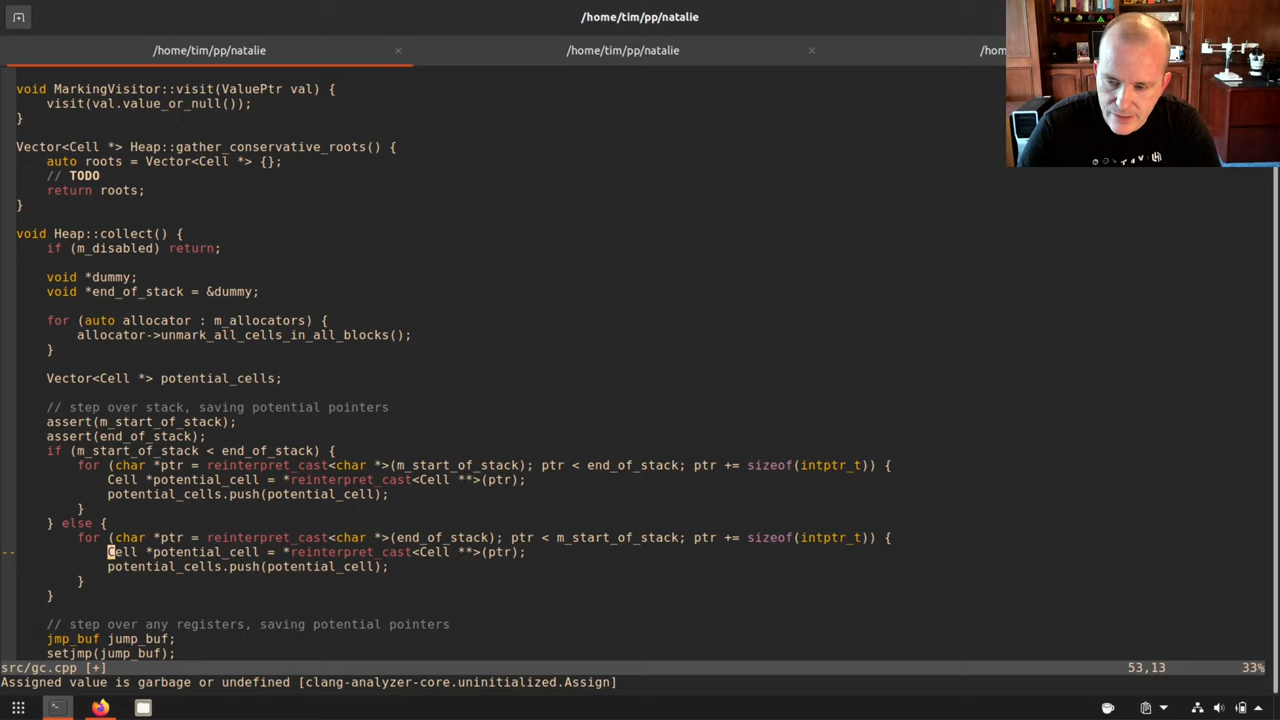 /home/tim/pp/natalie
/home/tim/pp/natalie × /home/tim/pp/natalie × /hom
void MarkingVisitor::visit(ValuePtr val) {
    visit(val.value_or_null());
}
Vector<Cell *> Heap::gather_conservative_roots() {
    auto roots = Vector<Cell *> {};
    // TODO
    return roots;
}
void Heap::collect() {
    if (m_disabled) return;
    void *dummy;
    void *end_of_stack = &dummy;
    for (auto allocator : m_allocators) {
        allocator->unmark_all_cells_in_all_blocks();
    }
    Vector<Cell *> potential_cells;
    // step over stack, saving potential pointers
    assert(m_start_of_stack);
    assert(end_of_stack);
    if (m_start_of_stack < end_of_stack) {
        for (char *ptr = reinterpret_cast<char *>(m_start_of_stack); ptr < end_of_stack; ptr += sizeof(intptr_t)) {
            Cell *potential_cell = *reinterpret_cast<Cell **>(ptr);
            potential_cells.push(potential_cell);
        }
    } else {
        for (char *ptr = reinterpret_cast<char *>(end_of_stack); ptr < m_start_of_stack; ptr += sizeof(intptr_t)) {
--          Cell *potential_cell = *reinterpret_cast<Cell **>(ptr);
            potential_cells.push(potential_cell);
        }
    }
    // step over any registers, saving potential pointers
    jmp_buf jump_buf;
    setjmp(jump_buf);
src/gc.cpp [+] 53,13 33%
Assigned value is garbage or undefined [clang-analyzer-core.uninitialized.Assign]